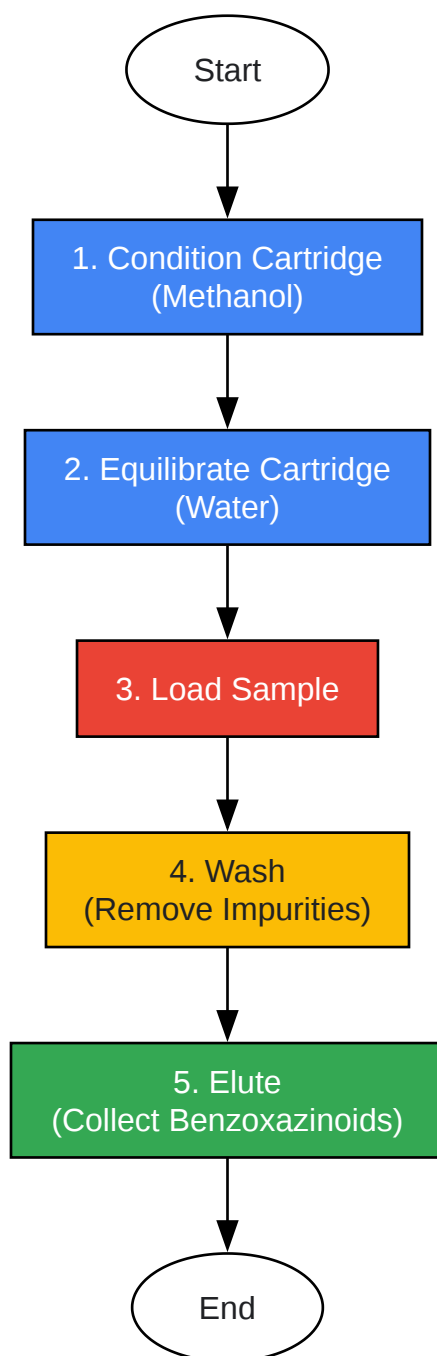 Start
1. Condition Cartridge
(Methanol)
2. Equilibrate Cartridge
(Water)
3. Load Sample
4. Wash
(Remove Impurities)
5. Elute
(Collect Benzoxazinoids)
End